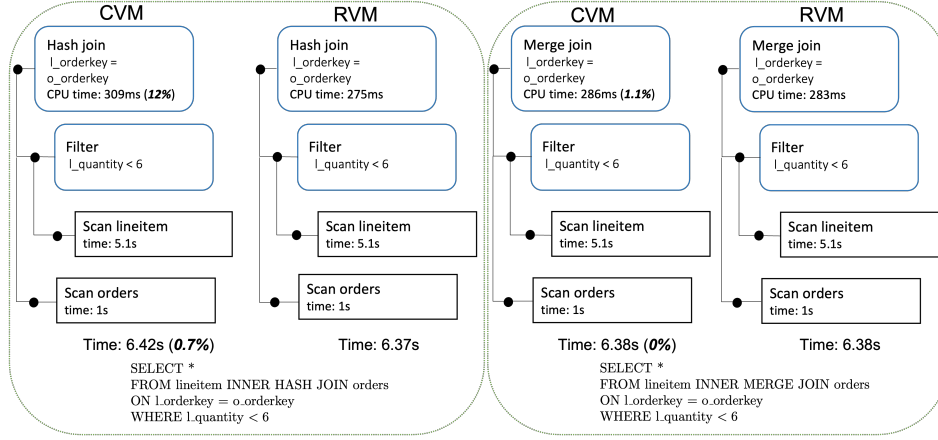 CVM
Hash join
l_orderkey =
o_orderkey
CPU time: 309ms (12%)
Filter
l_quantity < 6
Scan lineitem
time: 5.1s
Scan orders
time: 1s
Time: 6.42s (0.7%)
RVM
Hash join
l_orderkey =
o_orderkey
CPU time: 275ms
Filter
l_quantity < 6
Scan lineitem
time: 5.1s
Scan orders
time: 1s
Time: 6.37s
SELECT *
FROM lineitem INNER HASH JOIN orders
ON l_orderkey = o_orderkey
WHERE l_quantity < 6
CVM
Merge join
l_orderkey =
o_orderkey
CPU time: 286ms (1.1%)
Filter
l_quantity < 6
Scan lineitem
time: 5.1s
Scan orders
time: 1s
Time: 6.38s (0%)
RVM
Merge join
l_orderkey =
o_orderkey
CPU time: 283ms
Filter
l_quantity < 6
Scan lineitem
time: 5.1s
Scan orders
time: 1s
Time: 6.38s
SELECT *
FROM lineitem INNER MERGE JOIN orders
ON l_orderkey = o_orderkey
WHERE l_quantity < 6